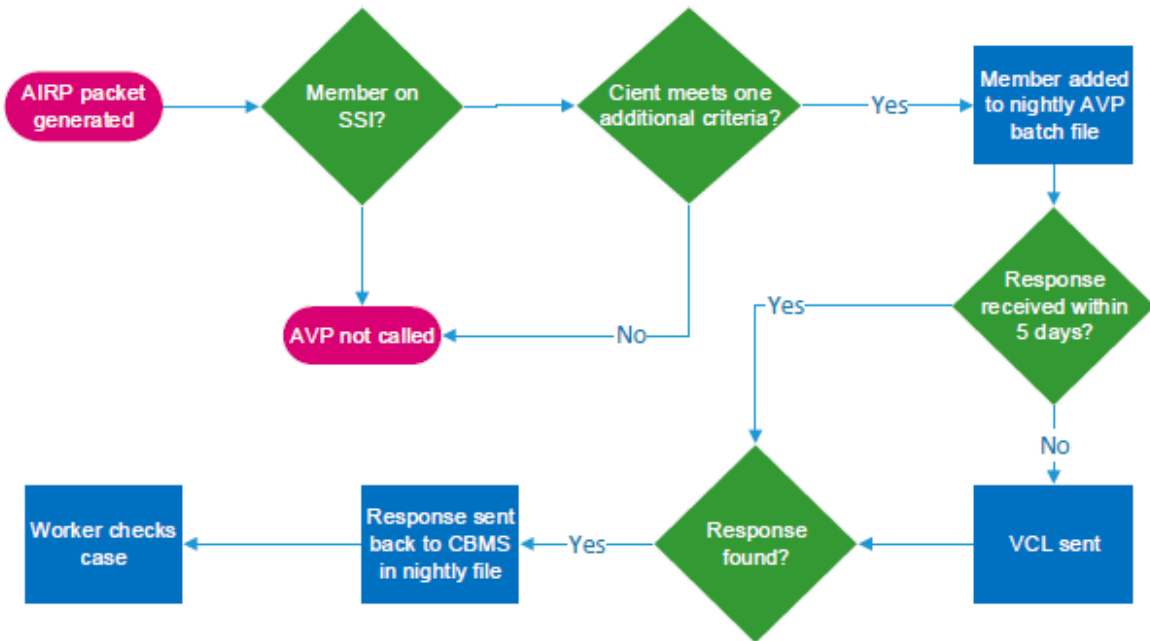 AIRP packet
generated
Member on
SSI?
Cient meets one
additional criteria?
Yes
Member added
to nightly AVP
batch file
Response
received within
5 days?
Yes
No
AVP not called
No
VCL sent
Response
found?
Yes
Response sent
back to CBMS
in nightly file
Worker checks
case